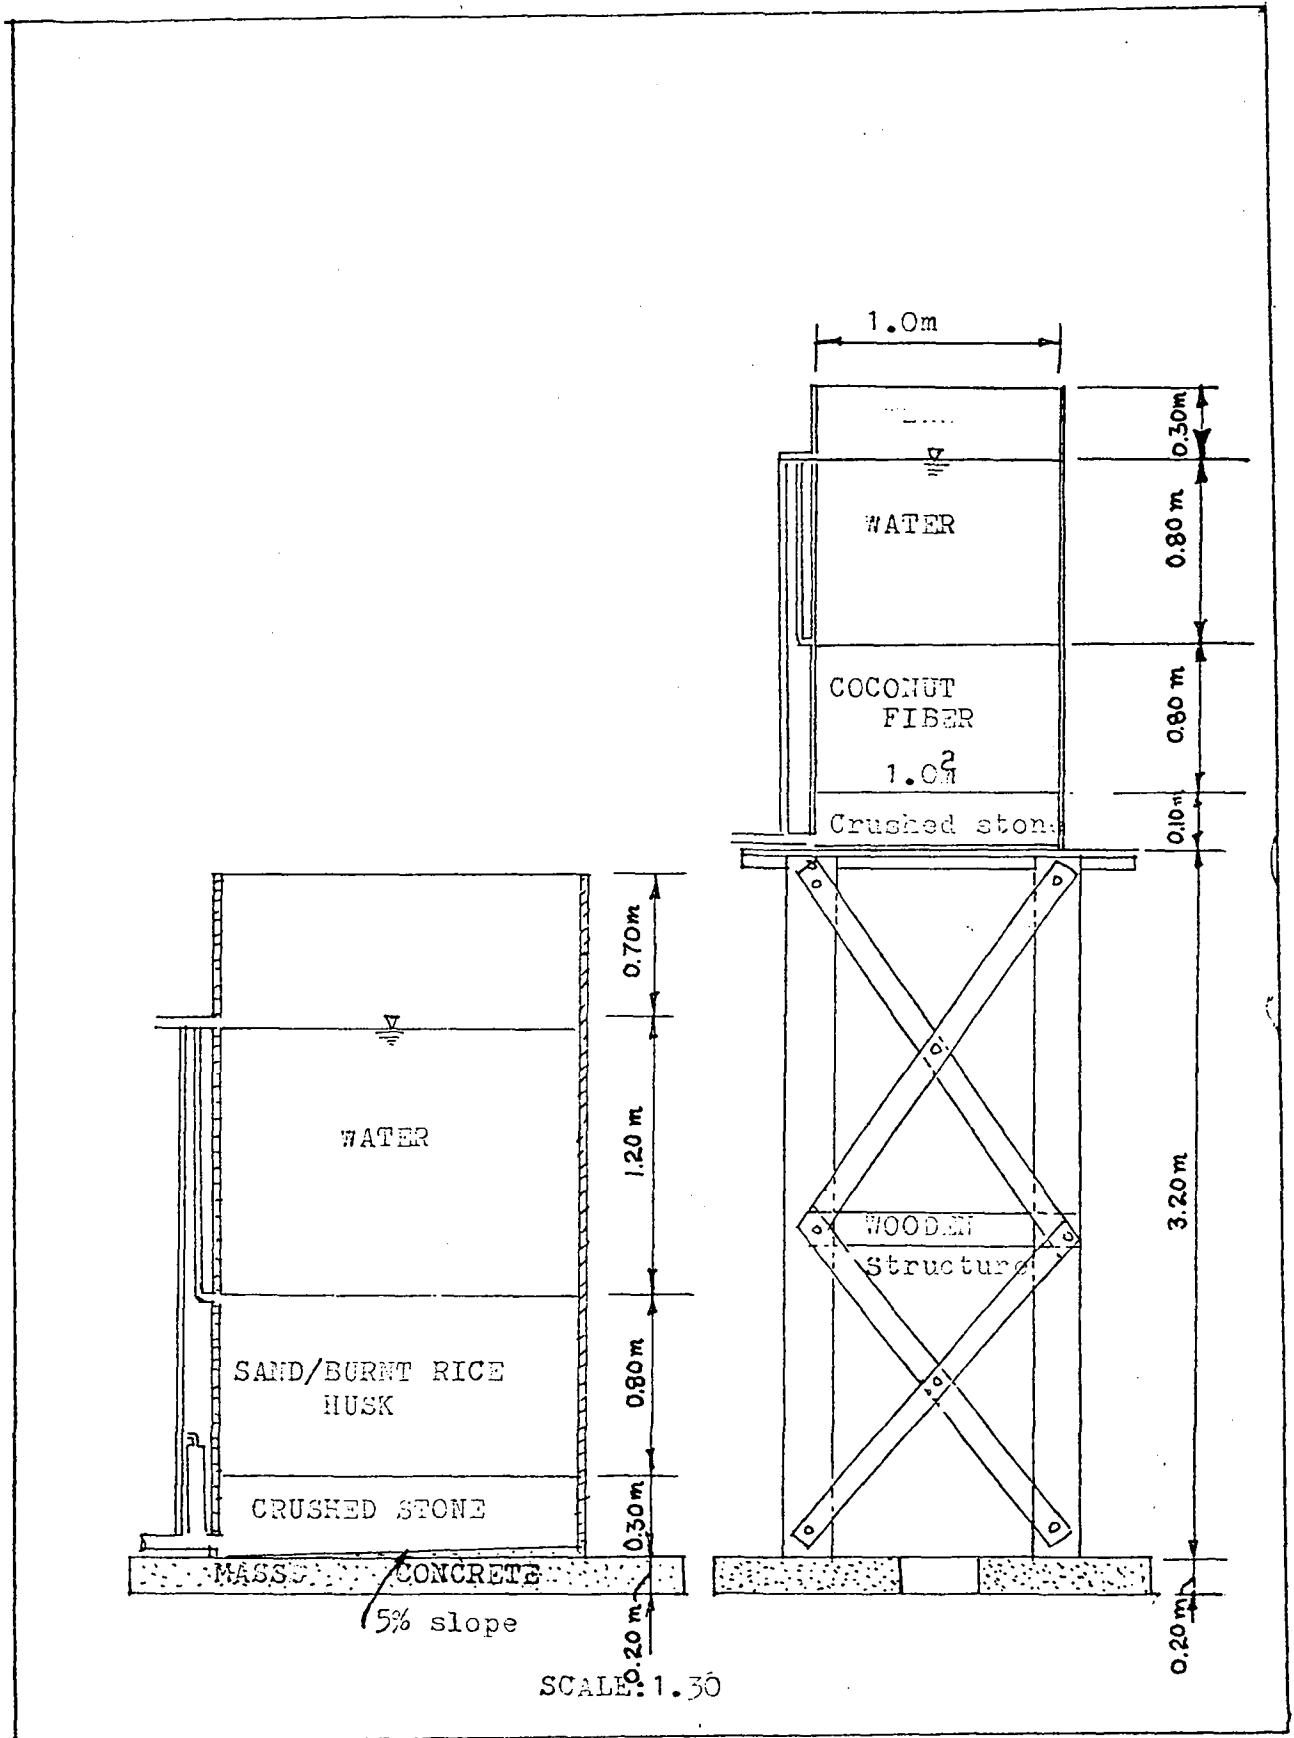 1.0m
0.30m
WATER
0.80m
COCONUT
FIBER
1.0m2
0.80m
Crushed stone
0.10m
0.70m
WATER
1.20m
WOODEN
Structure
3.20m
SAND/BURNT RICE
HUSK
0.80m
CRUSHED STONE
0.30m
MASSS CONCRETE
5% slope
0.20m
0.20m
SCALE:1.30